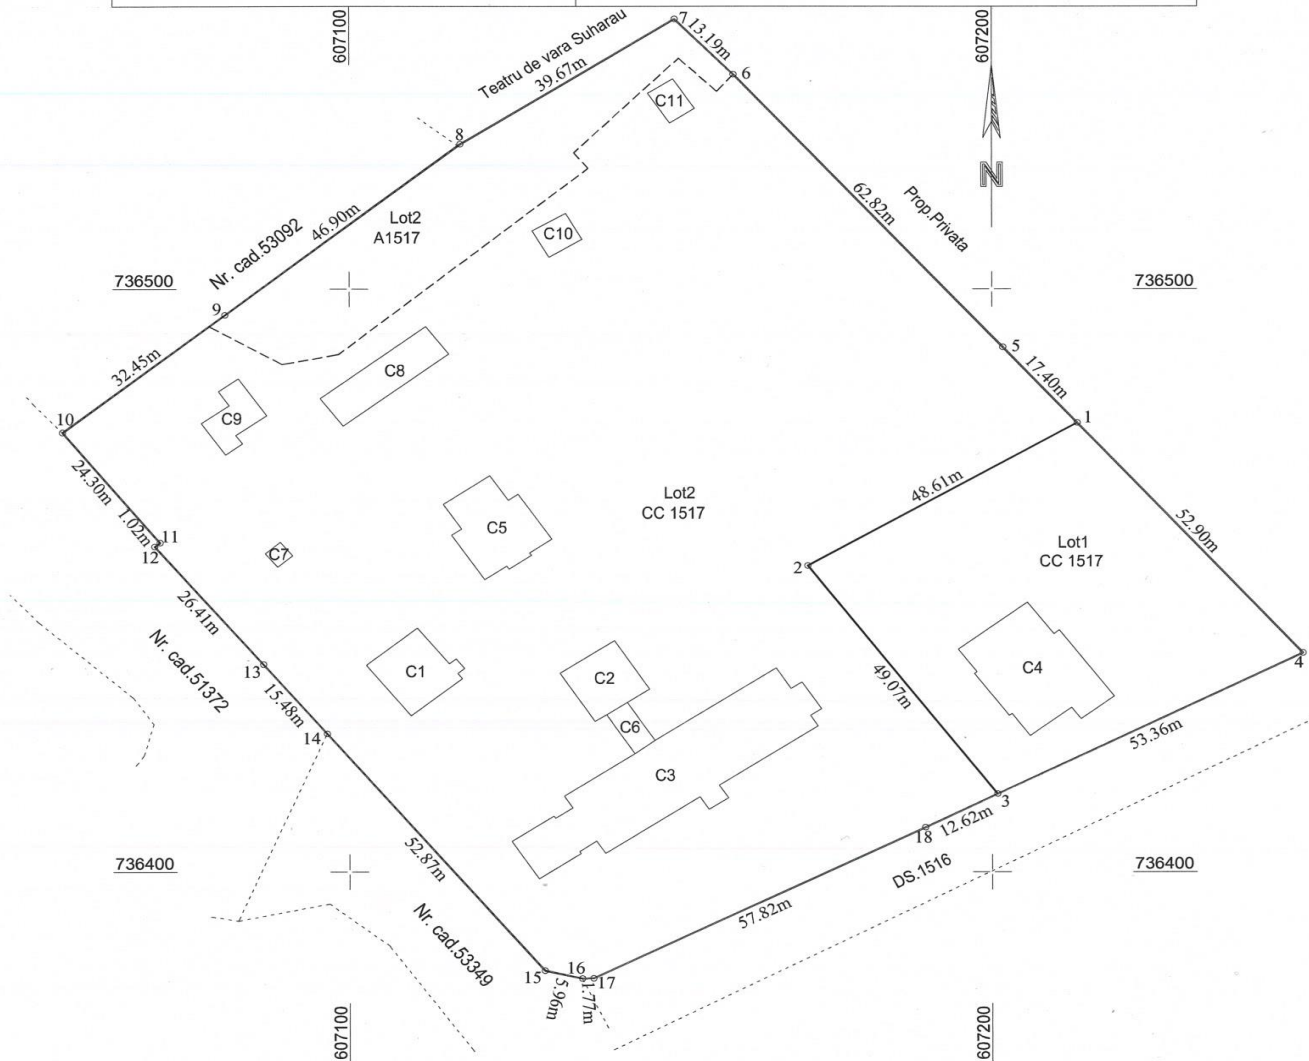 607100
607200
7
13.19m
6
Teatru de vara Suharau
39.67m
C11
8
N
62.82m
Prop.Privata
Lot2
A1517
46.90m
Nr. cad.53092
C10
736500
736500
9
5
17.40m
32.45m
C8
C9
10
1
24.30m
48.61m
Lot2
CC 1517
1.02m
11
12
C5
C7
52.90m
Lot1
CC 1517
2
26.41m
Nr. cad.51372
13
C1
C2
C4
4
49.07m
15.48m
14
C6
C3
53.36m
3
12.62m
18
52.87m
736400
736400
DS.1516
57.82m
Nr. cad.53349
15
16
17
5.96m
1.77m
607100
607200